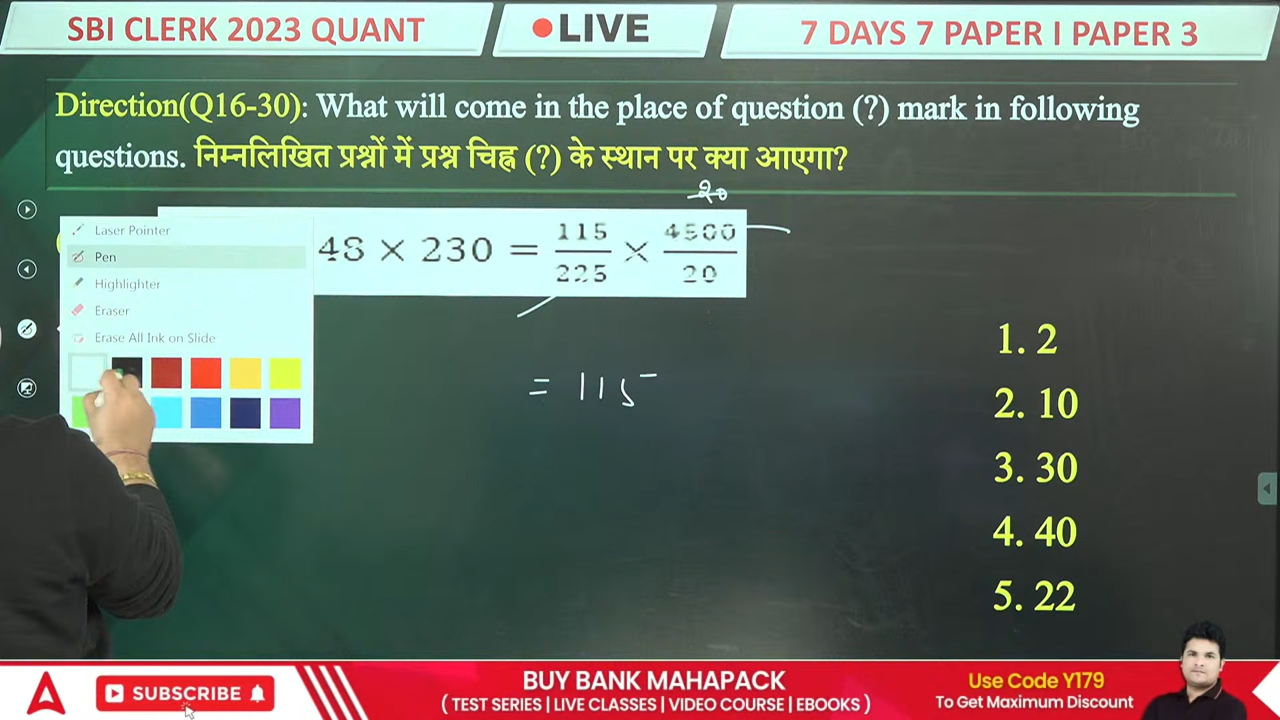 SBI CLERK 2023 QUANT
LIVE
7 DAYS 7 PAPER I PAPER 3
Direction(Q16-30): What will come in the place of question (?) mark in following
questions. निम्नलिखित प्रश्नों में प्रश्न चिह्न (?) के स्थान पर क्या आएगा?
20
Laser Pointer
Pen
Highlighter
Eraser
Erase All Ink on Slide
48 × 230 = 115/225 × 4500/20
= 115
1. 2
2. 10
3. 30
4. 40
5. 22
SUBSCRIBE
BUY BANK MAHAPACK
( TEST SERIES | LIVE CLASSES | VIDEO COURSE | EBOOKS )
Use Code Y179
To Get Maximum Discount